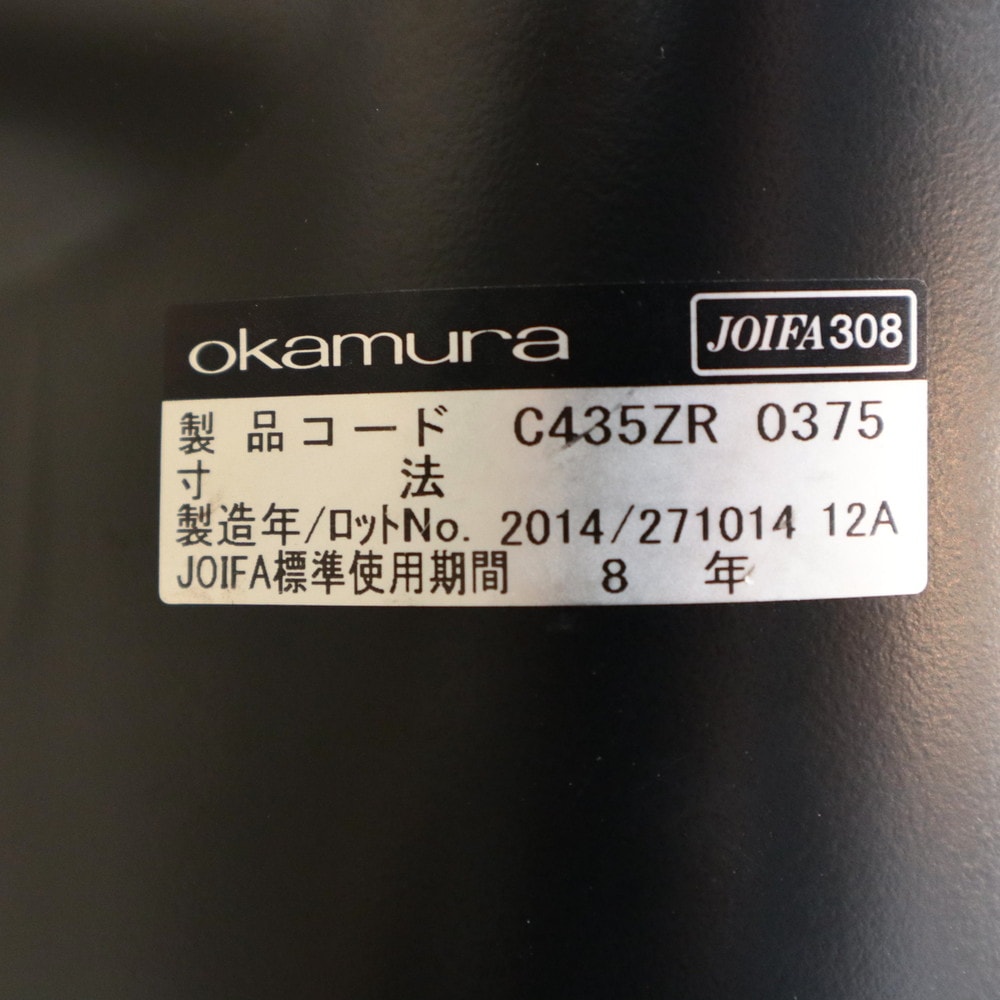 okamura JOIFA308
製品コード C435ZR 0375
寸法
製造年/ロットNo. 2014/271014 12A
JOIFA標準使用期間 8 年